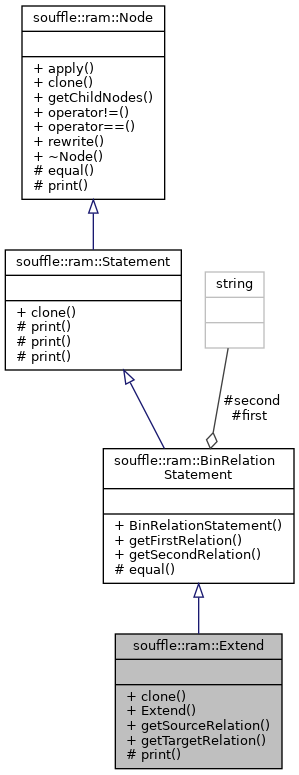 souffle::ram::Node
+ apply()
+ clone()
+ getChildNodes()
+ operator!=()
+ operator==()
+ rewrite()
+ ~Node()
# equal()
# print()
souffle::ram::Statement
+ clone()
# print()
# print()
# print()
string
#second
#first
souffle::ram::BinRelation
Statement
+ BinRelationStatement()
+ getFirstRelation()
+ getSecondRelation()
# equal()
souffle::ram::Extend
+ clone()
+ Extend()
+ getSourceRelation()
+ getTargetRelation()
# print()